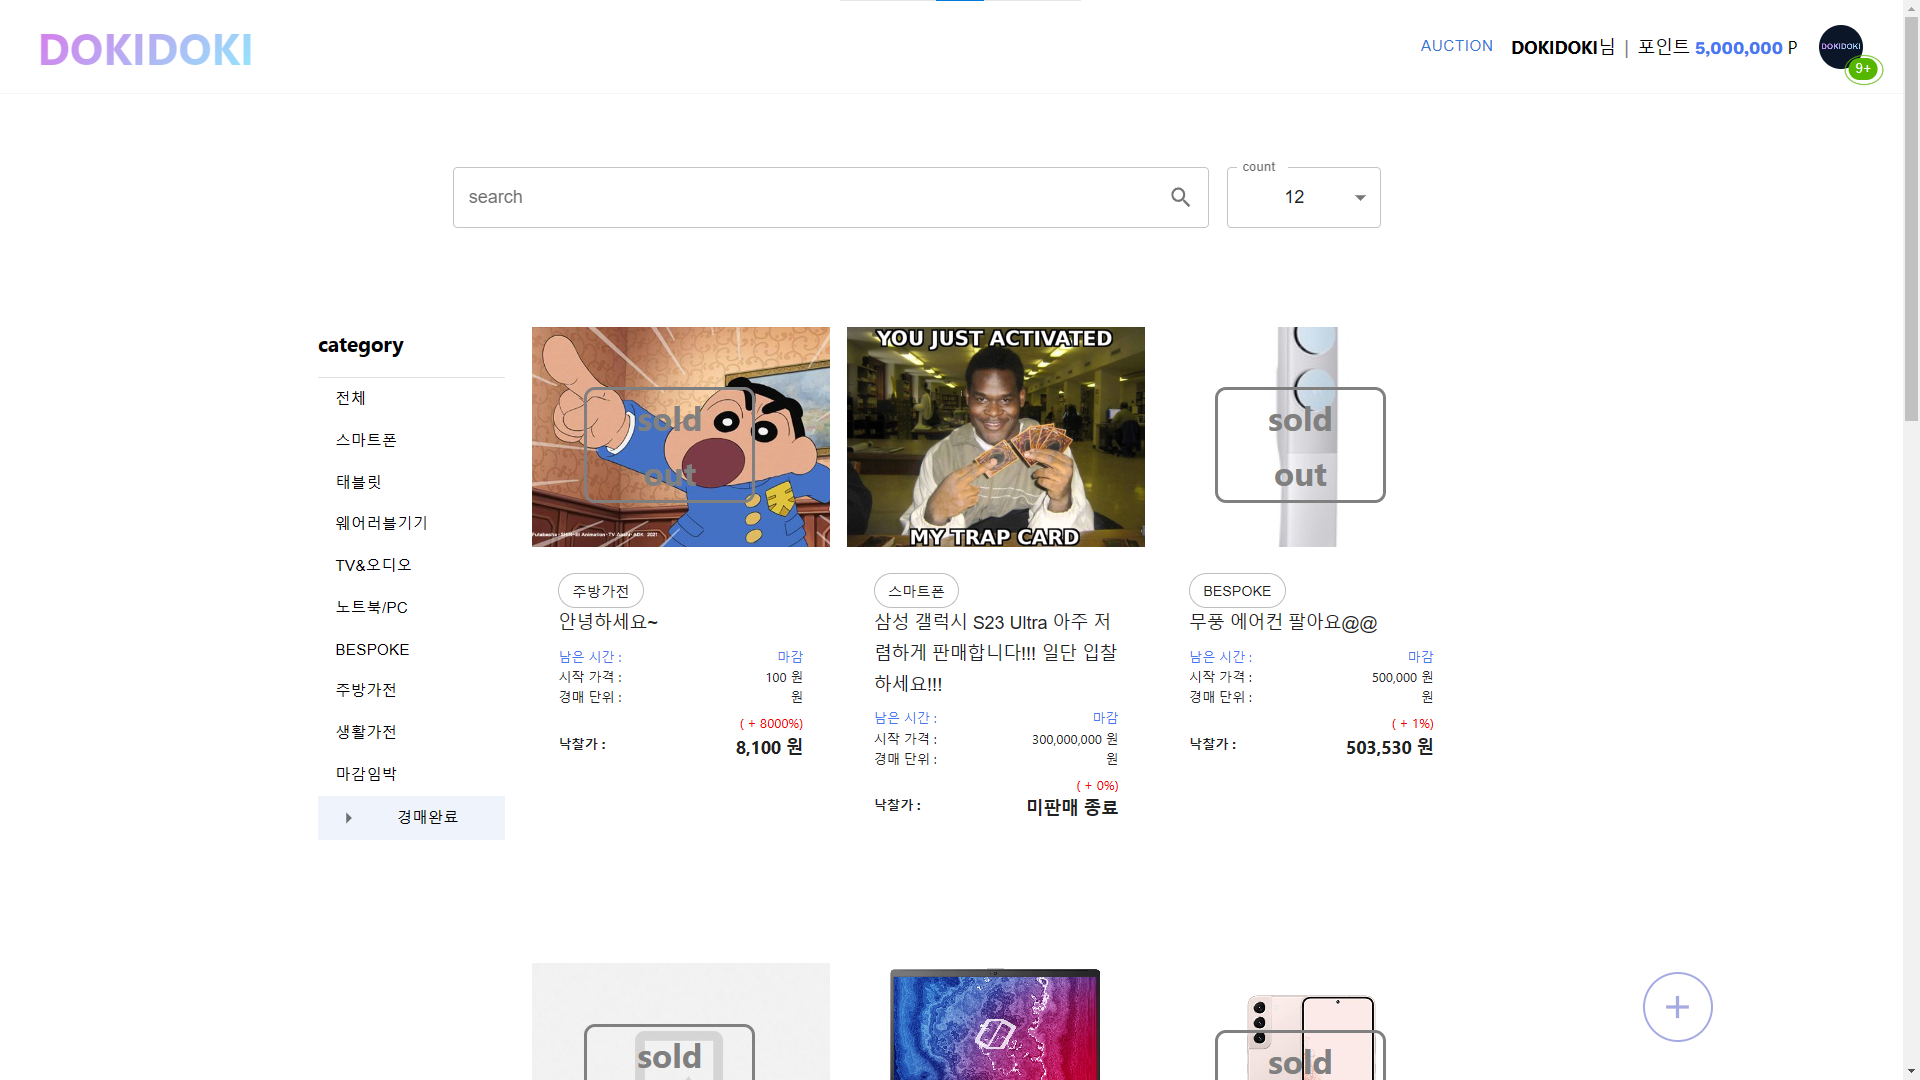 DOKIDOKI
AUCTION DOKIDOKI님 | 포인트 5,000,000 P
DOKIDOKI
9+
count
search
12
category
전체
스마트폰
태블릿
웨어러블기기
TV&오디오
노트북/PC
BESPOKE
주방가전
생활가전
마감임박
경매완료
sold
out
주방가전
안녕하세요~
남은 시간 : 마감
시작 가격 : 100 원
경매 단위 : 원
( + 8000%)
낙찰가 : 8,100 원
YOU JUST ACTIVATED
MY TRAP CARD
스마트폰
삼성 갤럭시 S23 Ultra 아주 저
렴하게 판매합니다!!! 일단 입찰
하세요!!!
남은 시간 : 마감
시작 가격 : 300,000,000 원
경매 단위 : 원
( + 0%)
낙찰가 : 미판매 종료
sold
out
BESPOKE
무풍 에어컨 팔아요@@
남은 시간 : 마감
시작 가격 : 500,000 원
경매 단위 : 원
( + 1%)
낙찰가 : 503,530 원
sold
sold